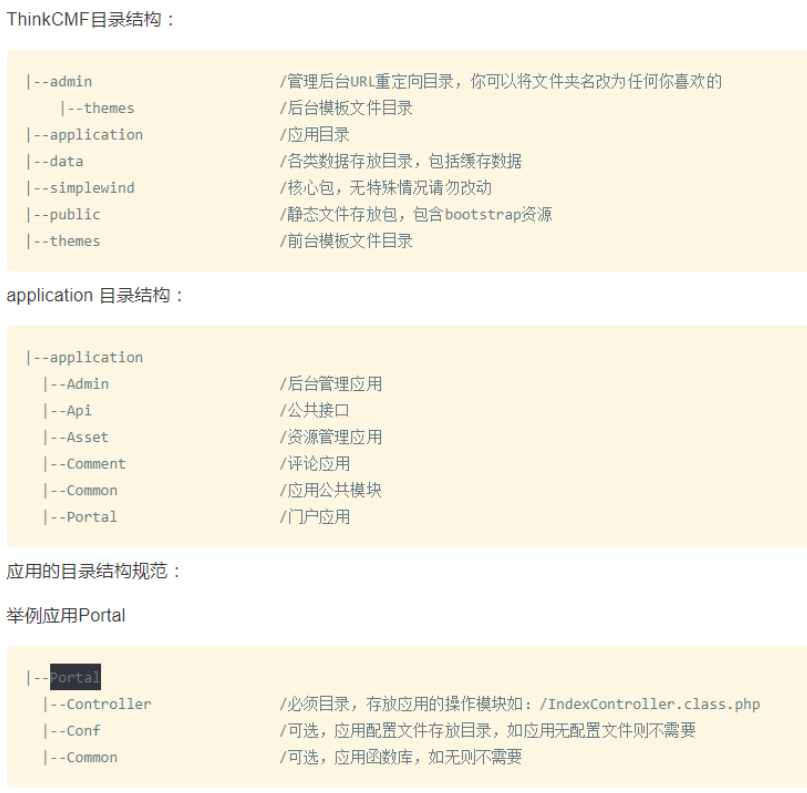 ThinkCMF目录结构：
|--admin /管理后台URL重定向目录，你可以将文件夹名改为任何你喜欢的
|--themes /后台模板文件目录
|--application /应用目录
|--data /各类数据存放目录，包括缓存数据
|--simplewind /核心包，无特殊情况请勿改动
|--public /静态文件存放包，包含bootstrap资源
|--themes /前台模板文件目录
application 目录结构：
|--application
|--Admin /后台管理应用
|--Api /公共接口
|--Asset /资源管理应用
|--Comment /评论应用
|--Common /应用公共模块
|--Portal /门户应用
应用的目录结构规范：
举例应用Portal
|--Portal
|--Controller /必须目录，存放应用的操作模块如：/IndexController.class.php
|--Conf /可选，应用配置文件存放目录，如应用无配置文件则不需要
|--Common /可选，应用函数库，如无则不需要